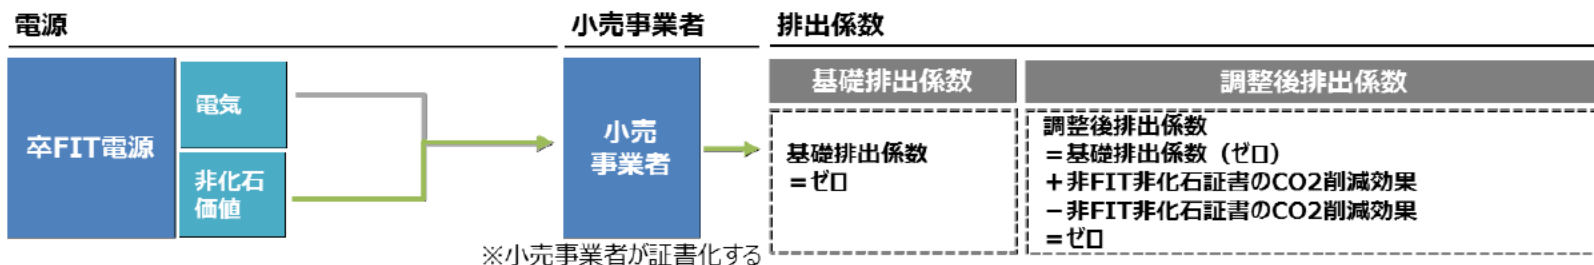 電源
小売事業者
排出係数
卒FIT電源
電気
非化石
価値
小売
事業者
※小売事業者が証書化する
基礎排出係数
基礎排出係数
＝ゼロ
調整後排出係数
調整後排出係数
＝基礎排出係数（ゼロ）
＋非FIT非化石証書のCO2削減効果
－非FIT非化石証書のCO2削減効果
＝ゼロ